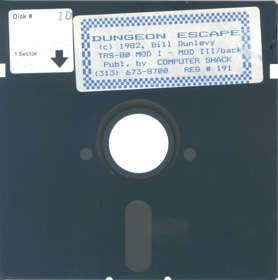 Disk #
1D
1 Sector
DUNGEON ESCAPE
(c) 1982, Bill Dunlevy
TRS-80 MOD I - MOD III/back
Publ. by COMPUTER SHACK
(313) 673-8700 REG # 191